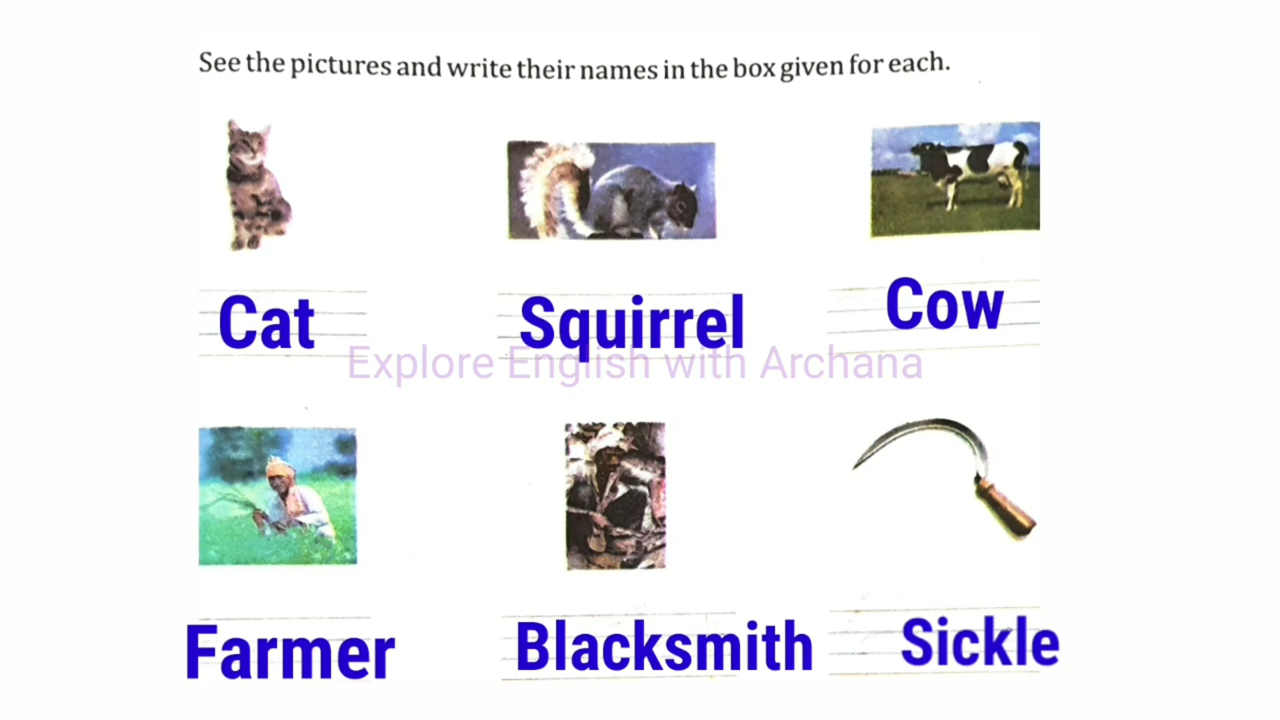 See the pictures and write their names in the box given for each.
Cat
Squirrel
Cow
Explore English with Archana
Farmer
Blacksmith
Sickle